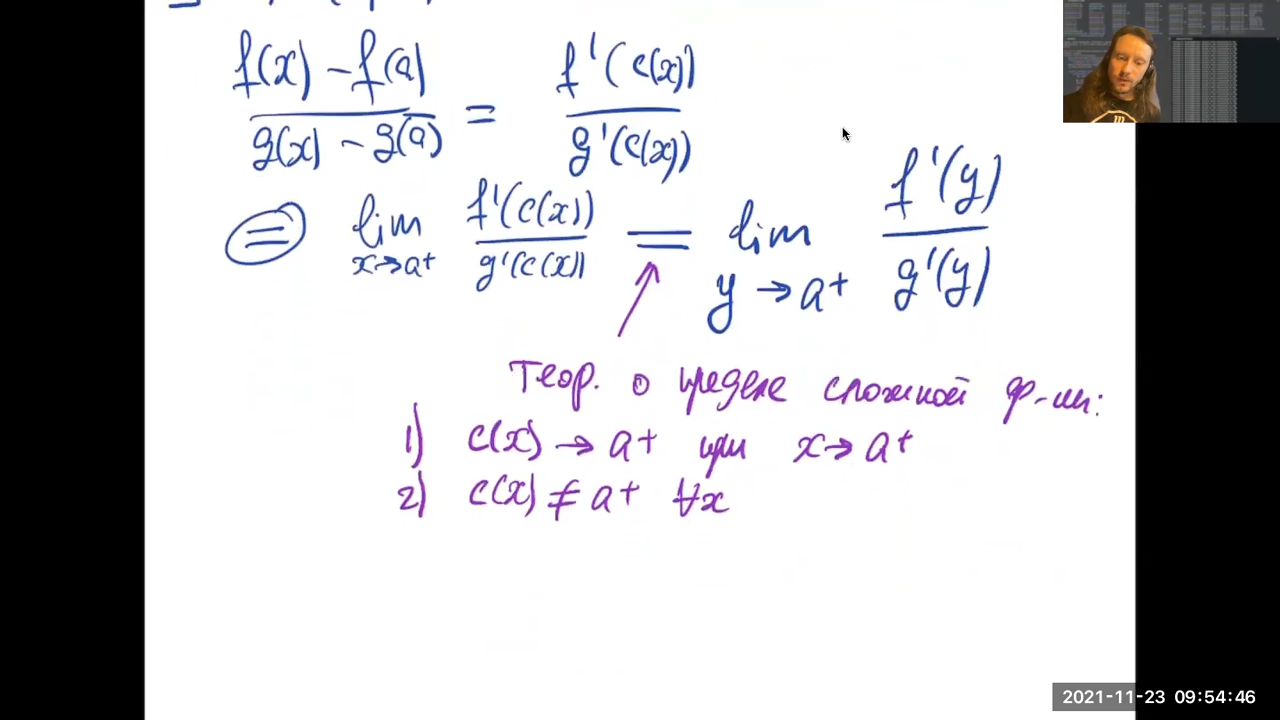 f(x) - f(a) / g(x) - g(a) = f'(c(x)) / g'(c(x))
= lim x→a+ f'(c(x)) / g'(c(x)) = lim y→a+ f'(y) / g'(y)
Теор. о пределе сложной ф-ии:
1) c(x) → a+ при x→a+
2) c(x) ≠ a+ ∀x
2021-11-23 09:54:46